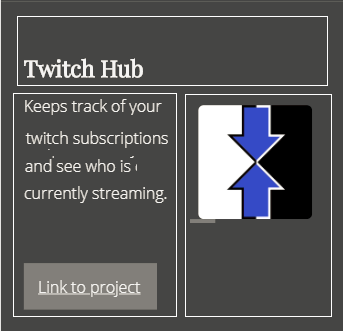 Twitch Hub
Keeps track of your
twitch subscriptions
and see who is
currently streaming.
Link to project